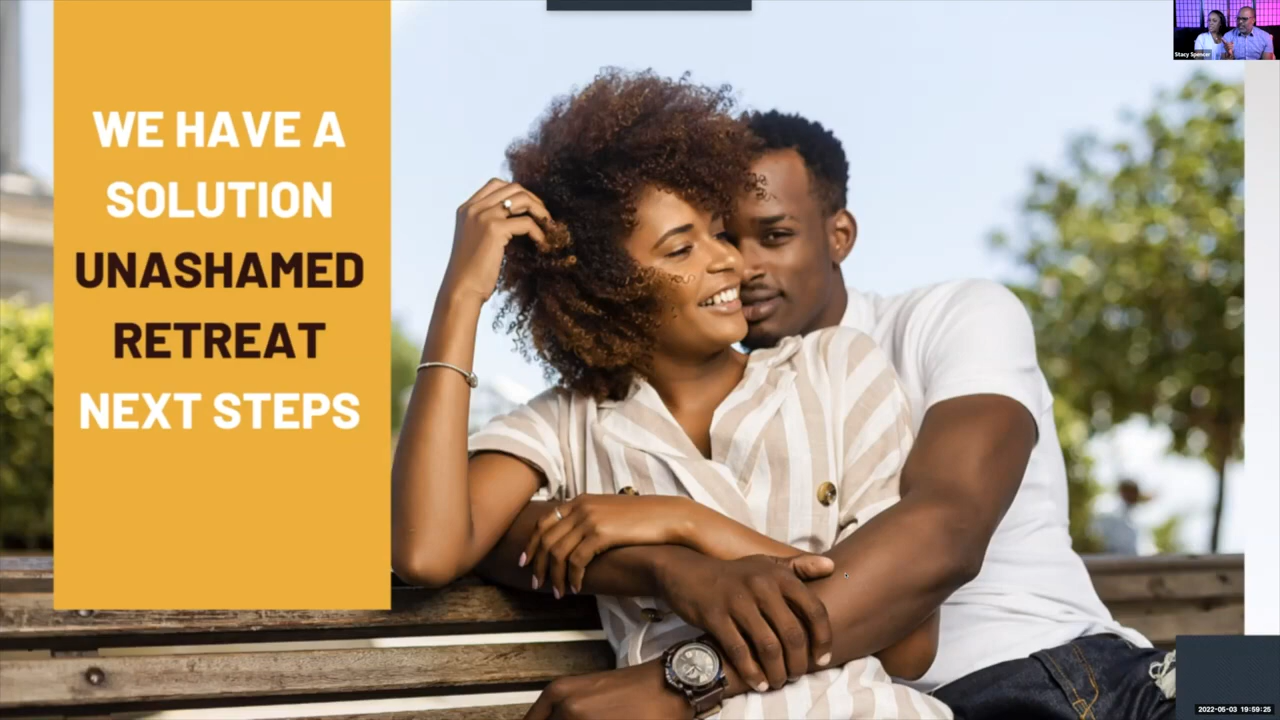 WE HAVE A
SOLUTION
UNASHAMED
RETREAT
NEXT STEPS
Stacy Spencer
2022-05-03 19:59:25